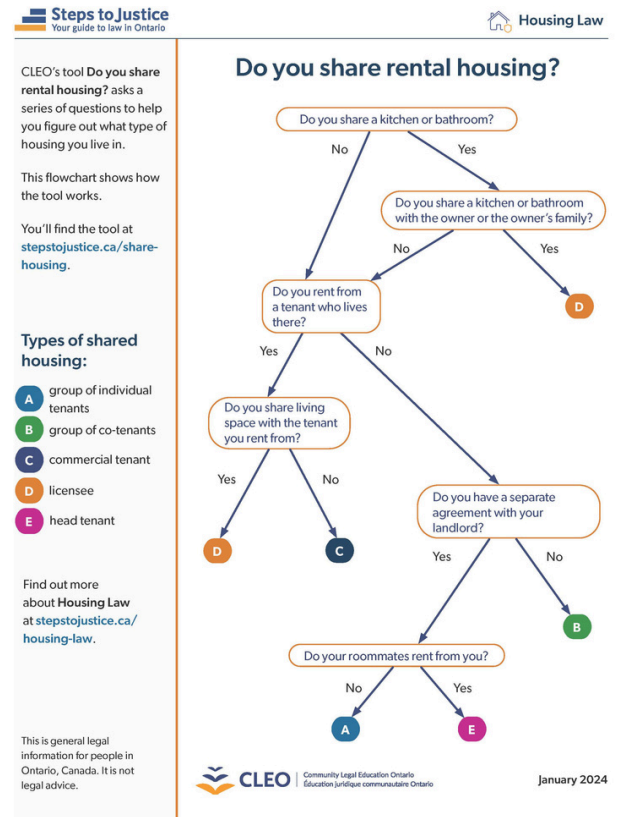 Steps to Justice
Your guide to law in Ontario
Housing Law
CLEO's tool Do you share
rental housing? asks a
series of questions to help
you figure out what type of
housing you live in.
This flowchart shows how
the tool works.
You'll find the tool at
stepstojustice.ca/share-
housing.
Types of shared
housing:
A group of individual
tenants
B group of co-tenants
C commercial tenant
D licensee
E head tenant
Find out more
about Housing Law
at stepstojustice.ca/
housing-law.
This is general legal
information for people in
Ontario, Canada. It is not
legal advice.
Do you share rental housing?
Do you share a kitchen or bathroom?
No
Yes
Do you share a kitchen or bathroom
with the owner or the owner's family?
No
Yes
D
Do you rent from
a tenant who lives
there?
Yes
No
Do you share living
space with the tenant
you rent from?
Yes
No
D
C
Do you have a separate
agreement with your
landlord?
Yes
No
B
Do your roommates rent from you?
No
Yes
A
E
CLEO
Community Legal Education Ontario
Éducation juridique communautaire Ontario
January 2024